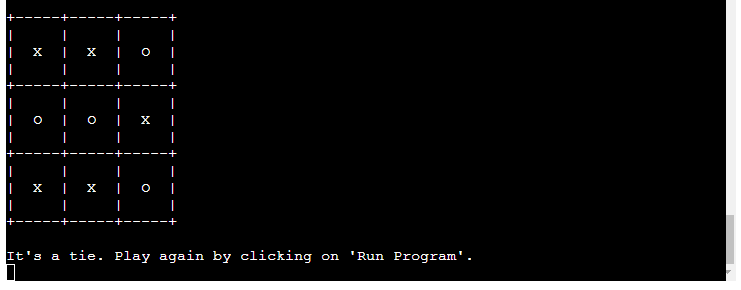 +-----+-----+-----+
|     |     |     |
|  X  |  X  |  O  |
|     |     |     |
+-----+-----+-----+
|     |     |     |
|  O  |  O  |  X  |
|     |     |     |
+-----+-----+-----+
|     |     |     |
|  X  |  X  |  O  |
|     |     |     |
+-----+-----+-----+
It's a tie. Play again by clicking on 'Run Program'.